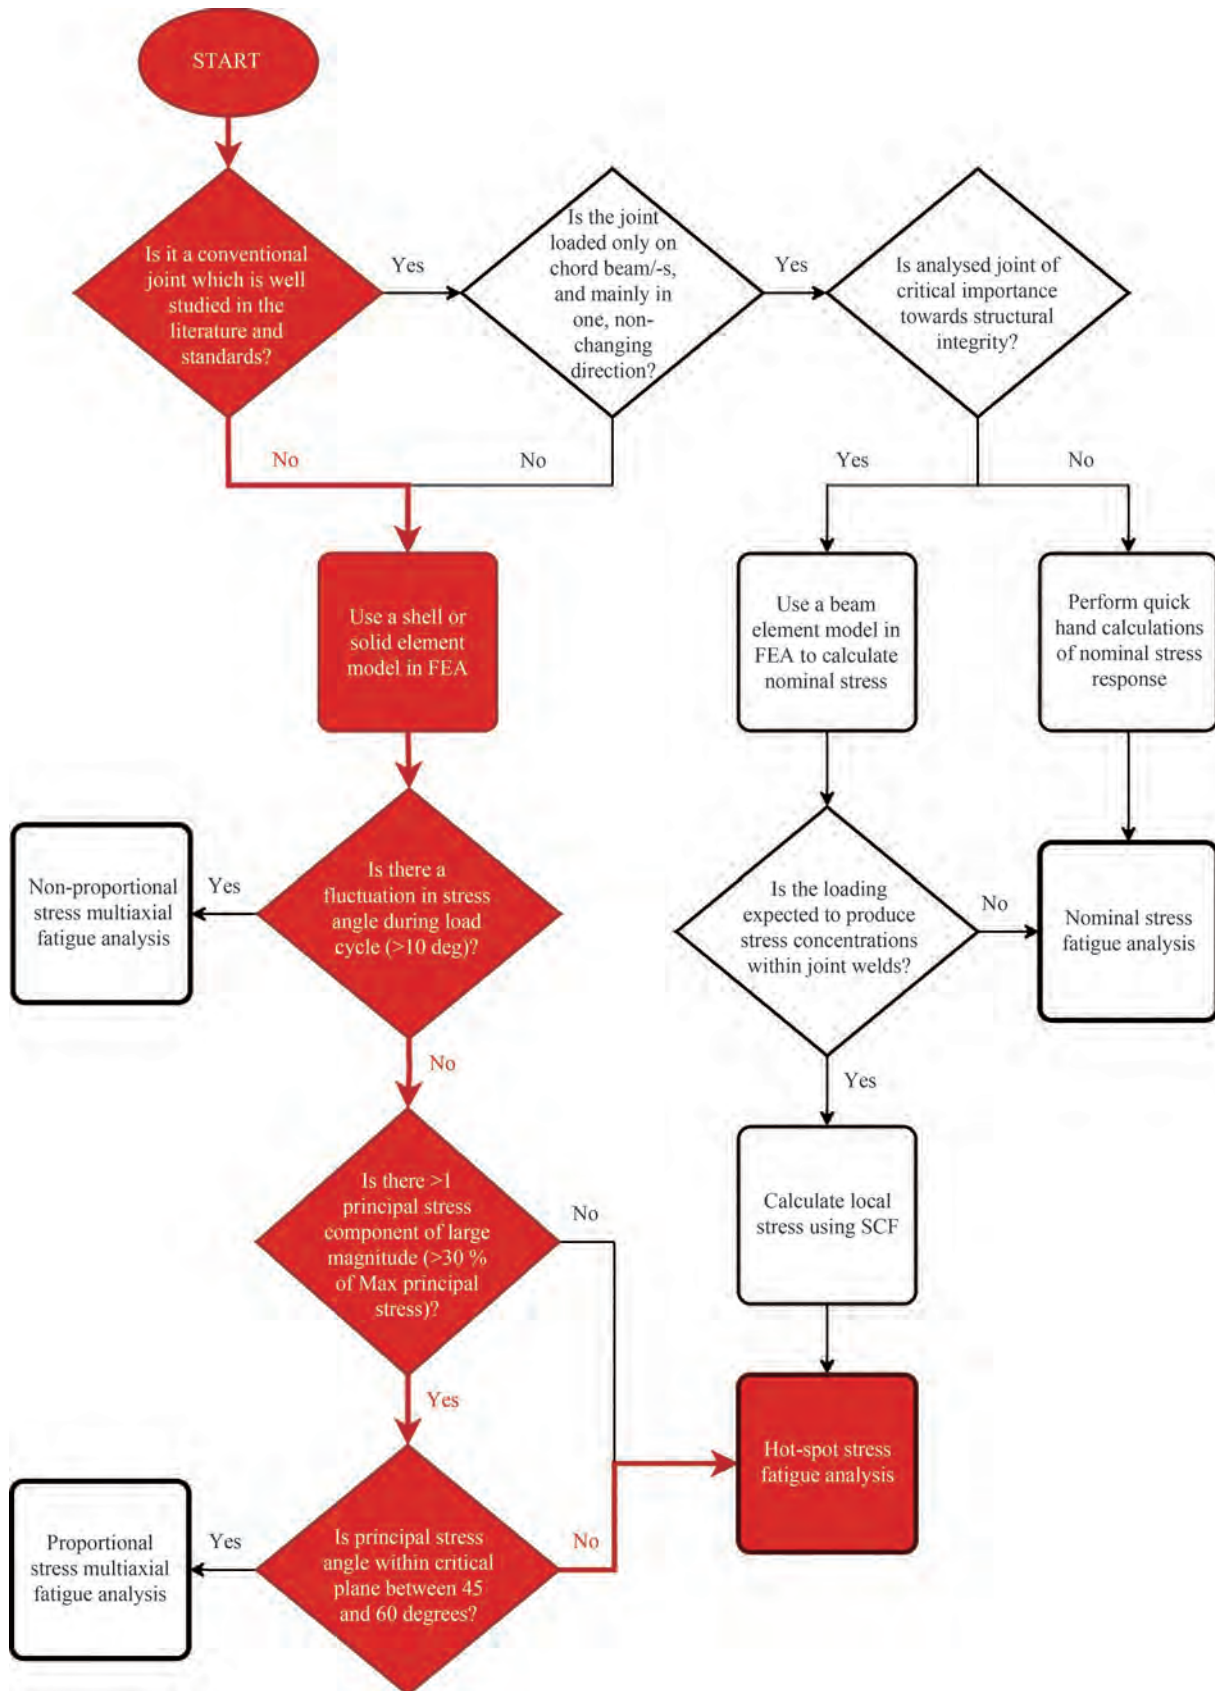 START
Is it a conventional
joint which is well
studied in the
literature and
standards?
Yes
Is the joint
loaded only on
chord beam/-s,
and mainly in
one, non-
changing
direction?
Yes
Is analysed joint of
critical importance
towards structural
integrity?
No
No
Yes
No
Use a shell or
solid element
model in FEA
Use a beam
element model in
FEA to calculate
nominal stress
Perform quick
hand calculations
of nominal stress
response
Non-proportional
stress multiaxial
fatigue analysis
Yes
Is there a
fluctuation in stress
angle during load
cycle (>10 deg)?
Is the loading
expected to produce
stress concentrations
within joint welds?
No
Nominal stress
fatigue analysis
No
Yes
Is there >1
principal stress
component of large
magnitude (>30 %
of Max principal
stress)?
No
Calculate local
stress using SCF
Yes
Hot-spot stress
fatigue analysis
Proportional
stress multiaxial
fatigue analysis
Yes
Is principal stress
angle within critical
plane between 45
and 60 degrees?
No